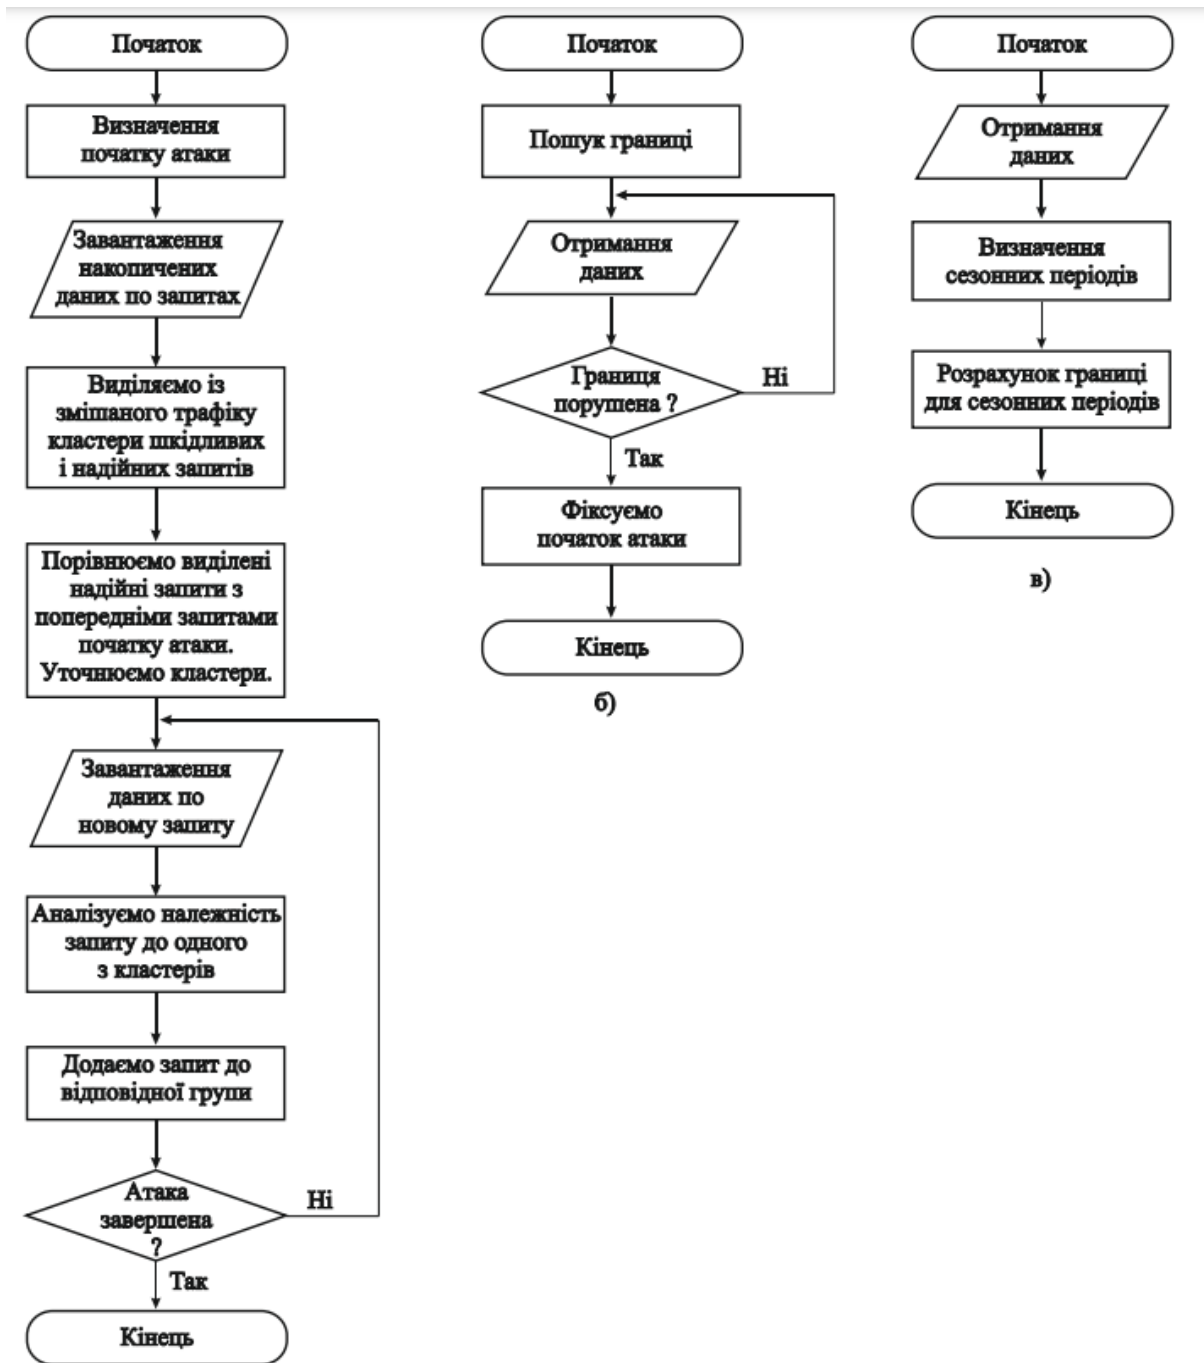 Початок
Визначення
початку атаки
Завантаження
накопичених
даних по запитах
Виділяємо із
змішаного трафіку
кластери шкідливих
і надійних запитів
Порівнюємо виділені
надійні запити з
попередніми запитами
початку атаки.
Уточнюємо кластери.
Завантаження
даних по
новому запиту
Аналізуємо належність
запиту до одного
з кластерів
Додаємо запит до
відповідної групи
Атака
завершена
?
Ні
Так
Кінець
Початок
Пошук границі
Отримання
даних
Границя
порушена ?
Ні
Так
Фіксуємо
початок атаки
Кінець
б)
Початок
Отримання
даних
Визначення
сезонних періодів
Розрахунок границі
для сезонних періодів
Кінець
в)